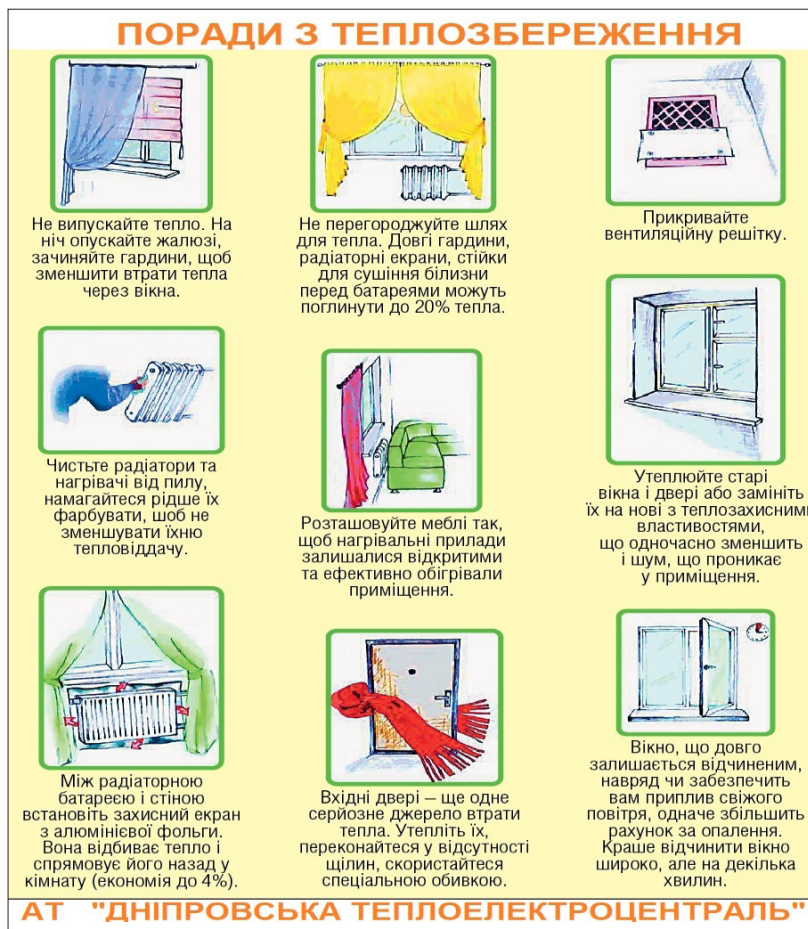 ПОРАДИ З ТЕПЛОЗБЕРЕЖЕННЯ
Не випускайте тепло. На
ніч опускайте жалюзі,
зачиняйте гардини, щоб
зменшити втрати тепла
через вікна.
Не перегороджуйте шлях
для тепла. Довгі гардини,
радіаторні екрани, стійки
для сушіння білизни
перед батареями можуть
поглинути до 20% тепла.
Прикривайте
вентиляційну решітку.
Чистьте радіатори та
нагрівачі від пилу,
намагайтеся рідше їх
фарбувати, щоб не
зменшувати їхню
тепловіддачу.
Розташовуйте меблі так,
щоб нагрівальні прилади
залишалися відкритими
та ефективно обігрівали
приміщення.
Утеплюйте старі
вікна і двері або замініть
їх на нові з теплозахисними
властивостями,
що одночасно зменшить
і шум, що проникає
у приміщення.
Між радіаторною
батареєю і стіною
встановіть захисний екран
з алюмінієвої фольги.
Вона відбиває тепло і
спрямовує його назад у
кімнату (економія до 4%).
Вхідні двері – ще одне
серйозне джерело втрати
тепла. Утепліть їх,
переконайтеся у відсутності
щілин, скористайтеся
спеціальною обивкою.
Вікно, що довго
залишається відчиненим,
навряд чи забезпечить
вам приплив свіжого
повітря, одначе збільшить
рахунок за опалення.
Краще відчинити вікно
широко, але на декілька
хвилин.
АТ "ДНІПРОВСЬКА ТЕПЛОЕЛЕКТРОЦЕНТРАЛЬ"